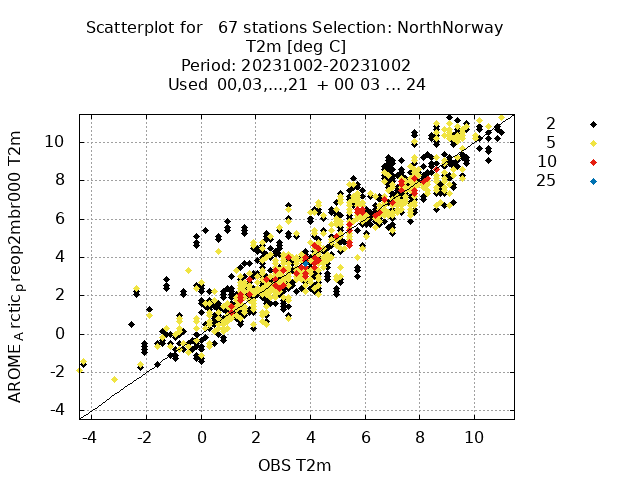 Scatterplot for 67 stations Selection: NorthNorway
T2m [deg C]
Period: 20231002-20231002
Used 00,03,...,21 + 00 03 ... 24
2
5
10
25
10
8
6
4
2
0
-2
-4
AROME_Arctic_preop2mbr000 T2m
-4 -2 0 2 4 6 8 10
OBS T2m